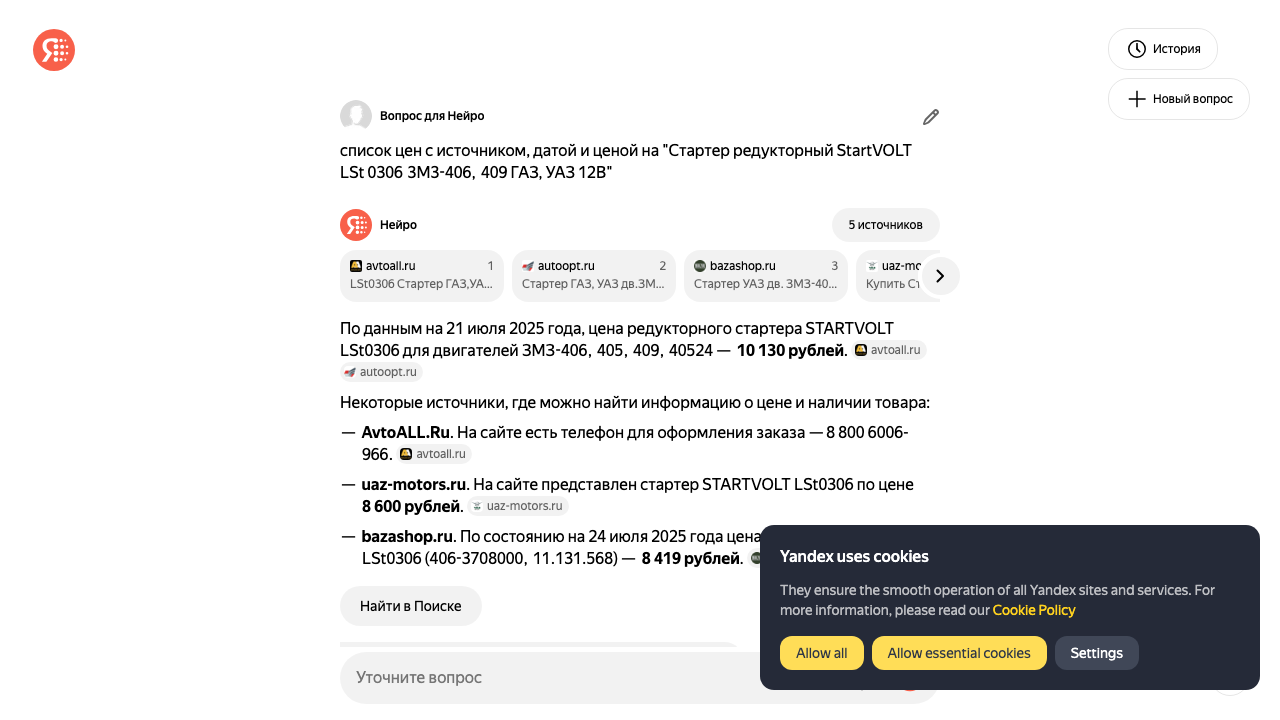 История
Новый вопрос
Вопрос для Нейро
список цен с источником, датой и ценой на "Стартер редукторный StartVOLT
LSt 0306 ЗМЗ-406, 409 ГАЗ, УАЗ 12В"
Нейро
5 источников
avtoall.ru 1
LSt0306 Стартер ГАЗ,УА...
autoopt.ru 2
Стартер ГАЗ, УАЗ дв.ЗМ...
bazashop.ru 3
Стартер УАЗ дв. ЗМЗ-40...
uaz-mo
Купить Ст
По данным на 21 июля 2025 года, цена редукторного стартера STARTVOLT
LSt0306 для двигателей ЗМЗ-406, 405, 409, 40524 — 10 130 рублей. avtoall.ru
autoopt.ru
Некоторые источники, где можно найти информацию о цене и наличии товара:
— AvtoALL.Ru. На сайте есть телефон для оформления заказа — 8 800 6006-
966. avtoall.ru
— uaz-motors.ru. На сайте представлен стартер STARTVOLT LSt0306 по цене
8 600 рублей. uaz-motors.ru
— bazashop.ru. По состоянию на 24 июля 2025 года цена
LSt0306 (406-3708000, 11.131.568) — 8 419 рублей.
Найти в Поиске
Уточните вопрос
Yandex uses cookies
They ensure the smooth operation of all Yandex sites and services. For
more information, please read our Cookie Policy
Allow all
Allow essential cookies
Settings